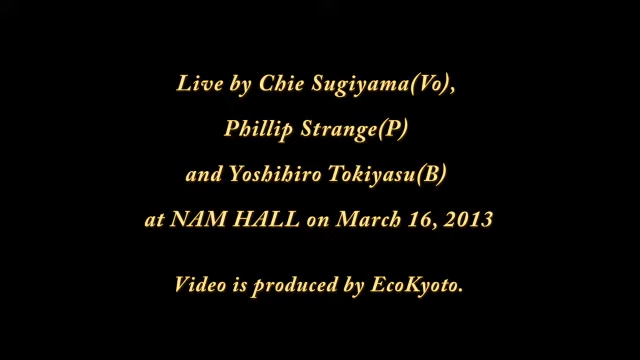 Live by Chie Sugiyama(Vo),
Phillip Strange(P)
and Yoshihiro Tokiyasu(B)
at NAM HALL on March 16, 2013
Video is produced by EcoKyoto.